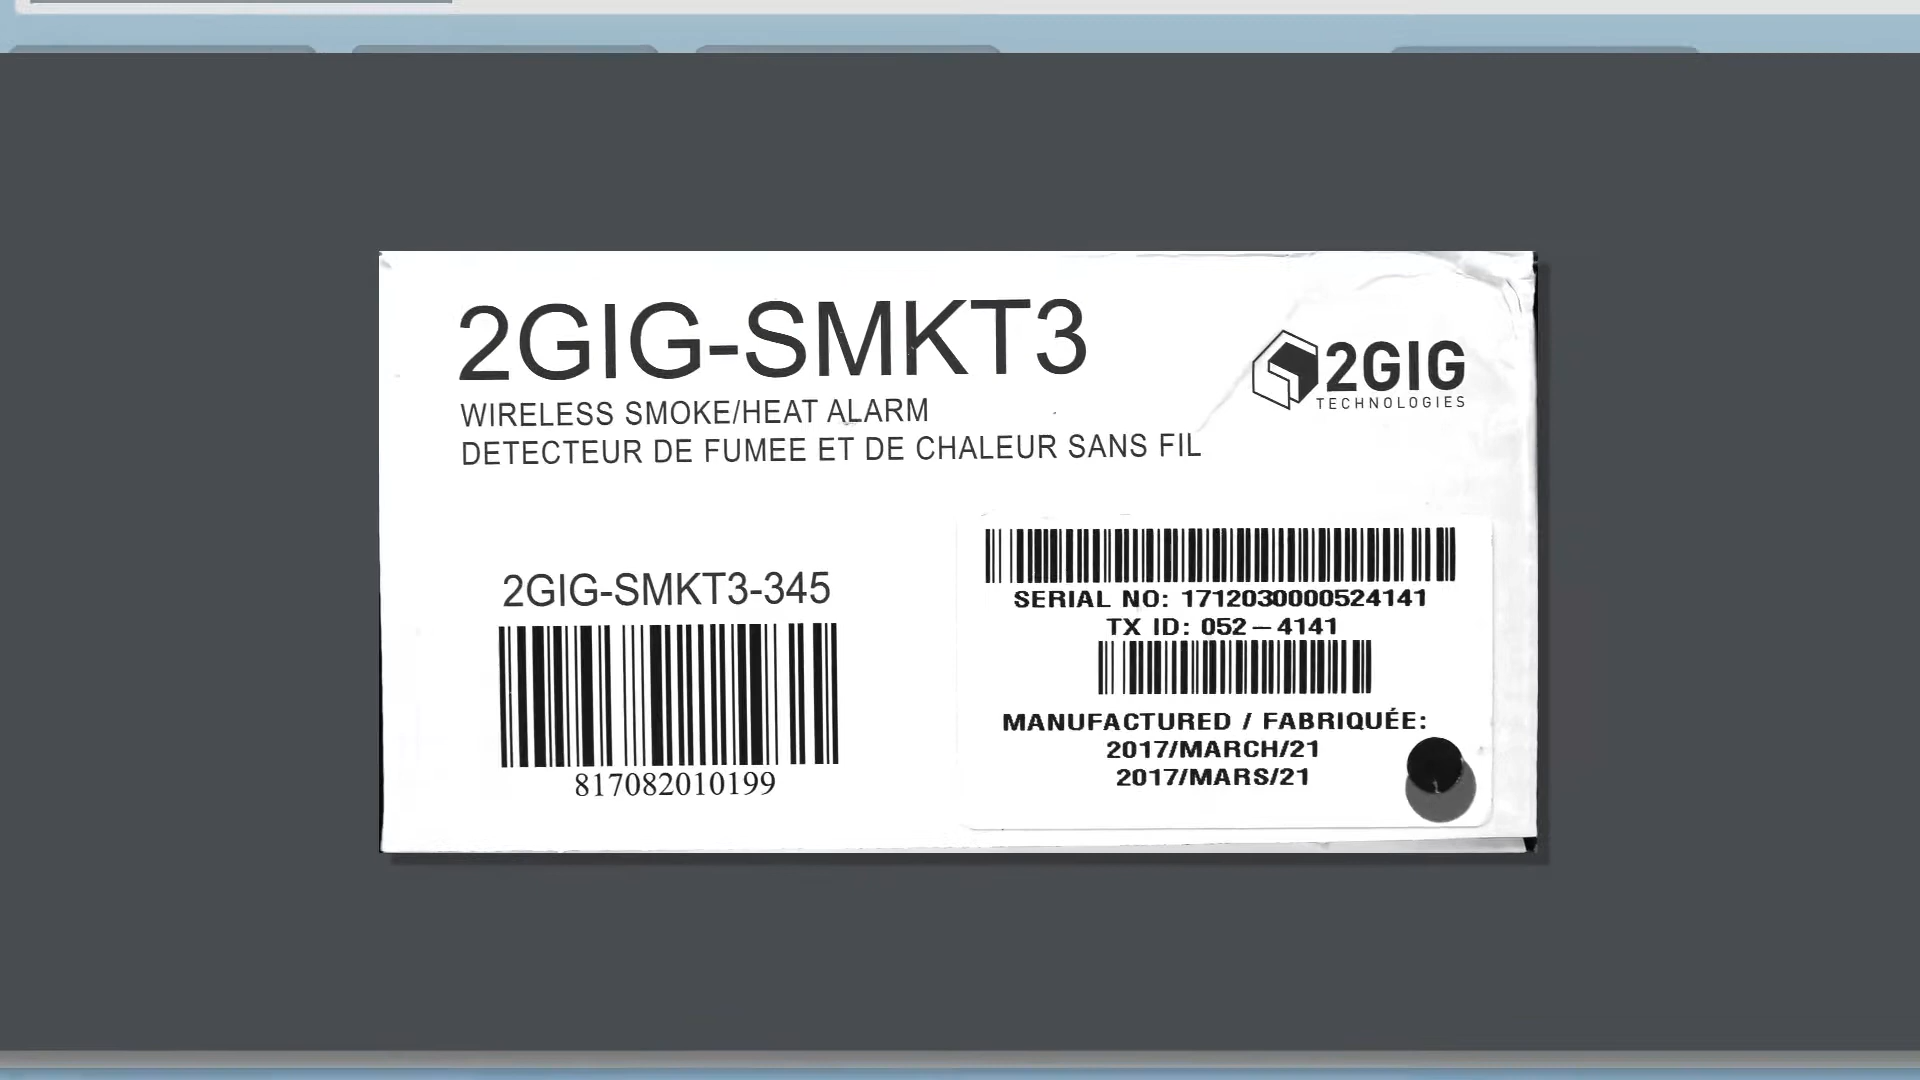 2GIG-SMKT3
WIRELESS SMOKE/HEAT ALARM
DETECTEUR DE FUMEE ET DE CHALEUR SANS FIL
2GIG
TECHNOLOGIES
2GIG-SMKT3-345
817082010199
SERIAL NO: 1712030000524141
TX ID: 052-4141
MANUFACTURED / FABRIQUÉE:
2017/MARCH/21
2017/MARS/21